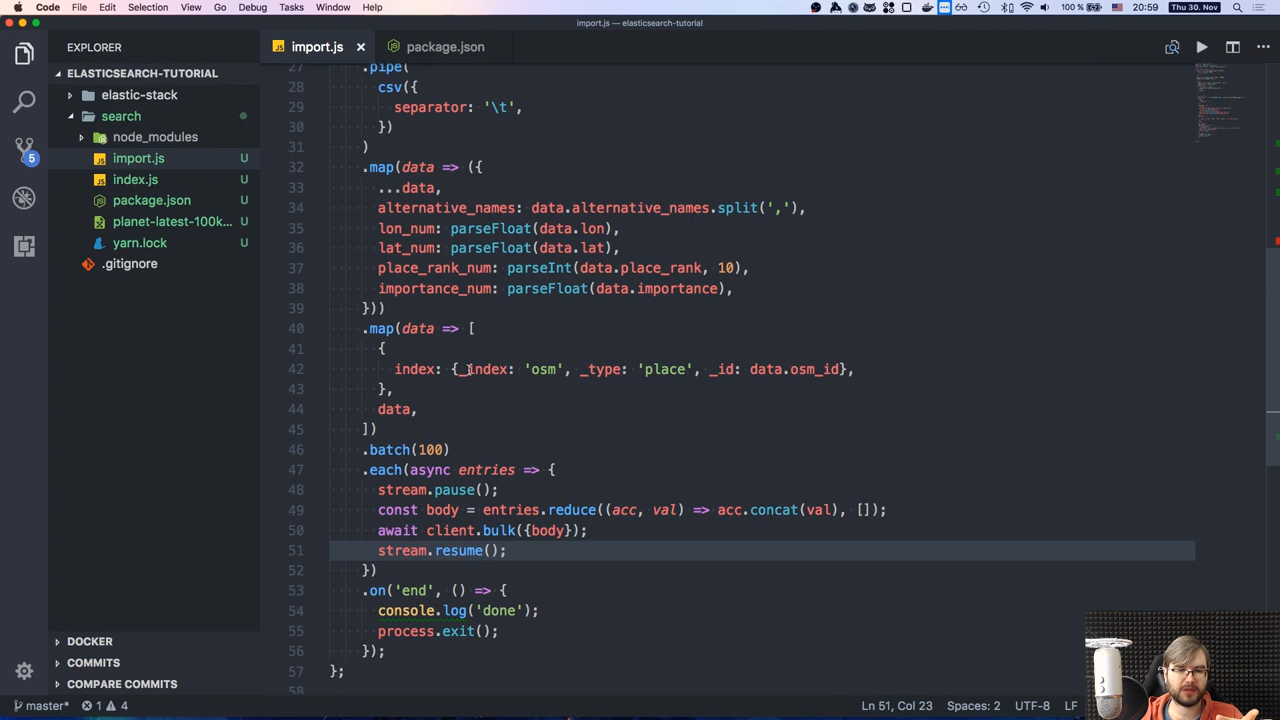 Code File Edit Selection View Go Debug Tasks Window Help 100 % Thu 30. Nov 20:59
import.js — elasticsearch-tutorial
EXPLORER
import.js
package.json
ELASTICSEARCH-TUTORIAL
elastic-stack
search
node_modules
import.js U
index.js U
package.json U
planet-latest-100k... U
yarn.lock U
.gitignore
5
27 .pipe(
28 csv({
29 separator: '\t',
30 })
31 )
32 .map(data => ({
33 ...data,
34 alternative_names: data.alternative_names.split(','),
35 lon_num: parseFloat(data.lon),
36 lat_num: parseFloat(data.lat),
37 place_rank_num: parseInt(data.place_rank, 10),
38 importance_num: parseFloat(data.importance),
39 }))
40 .map(data => [
41 {
42 index: {_index: 'osm', _type: 'place', _id: data.osm_id},
43 },
44 data,
45 ])
46 .batch(100)
47 .each(async entries => {
48 stream.pause();
49 const body = entries.reduce((acc, val) => acc.concat(val), []);
50 await client.bulk({body});
51 stream.resume();
52 })
53 .on('end', () => {
54 console.log('done');
55 process.exit();
56 });
57 };
58
DOCKER
COMMITS
COMPARE COMMITS
master* 1 4 Ln 51, Col 23 Spaces: 2 UTF-8 LF